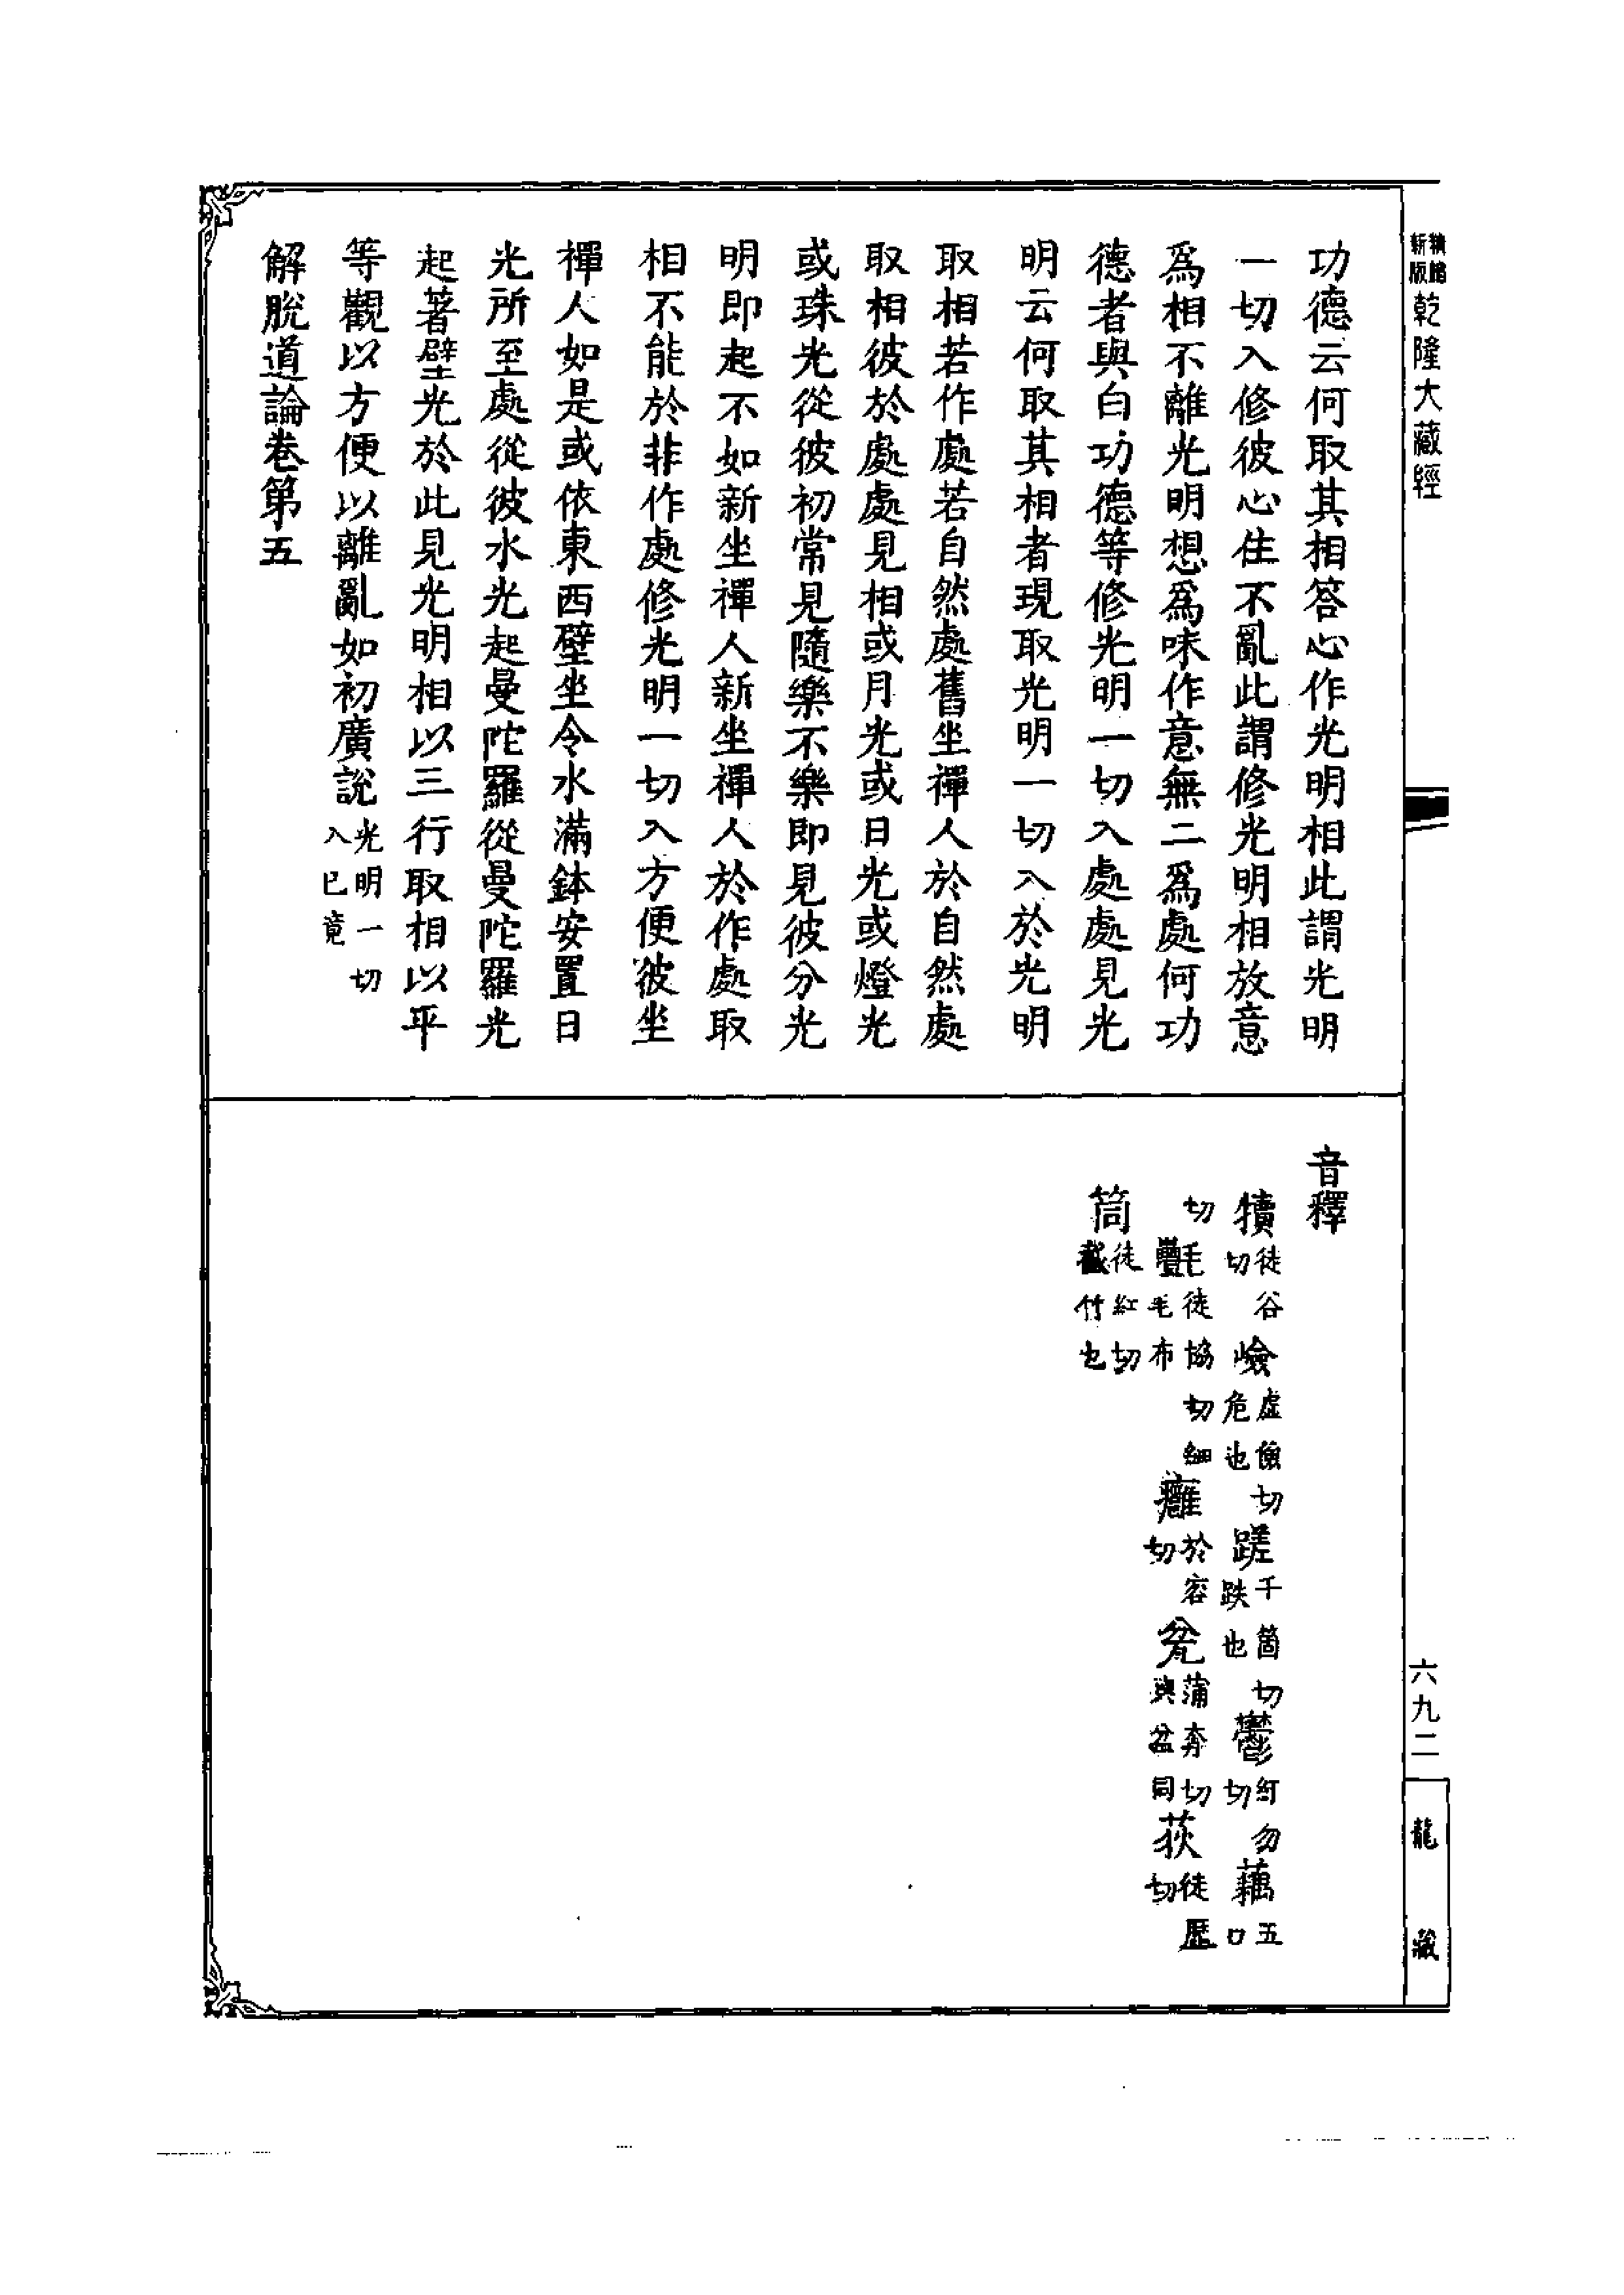 新版
乾隆大藏經
功德云何取其相答心作光明相此謂光明
一切入修彼心住不亂此謂修光明相放意
爲相不離光明想爲味作意無二爲處何功
德者與白功德等修光明一切入處處見光
明云何取其相者現取光明一切入於光明
取相若作處若自然處舊坐禪人於自然處
取相彼於處處見相或月光或日光或燈光
或珠光從彼初常見隨樂不樂即見彼分光
明即起不如新坐禪人新坐禪人於作處取
相不能於非作處修光明一切入方便彼坐
禪人如是或依東西壁坐令水滿鉢安置日
光所至處從彼水光起曼陀羅從曼陀羅光
起著壁光於此見光明相以三行取相以平
等觀以方便以離亂如初廣說光明一切入已竟
解脫道論卷第五
音釋
犢徒谷切 嶮虛儉切危也 蹉千箇切跌也 鬱紆勿切 藕五口
切 㲲徒協切細毛布 癰於容切 瓫蒲奔切與盆同 荻徒歷切
筒徒紅切截竹也
六九二
龍藏